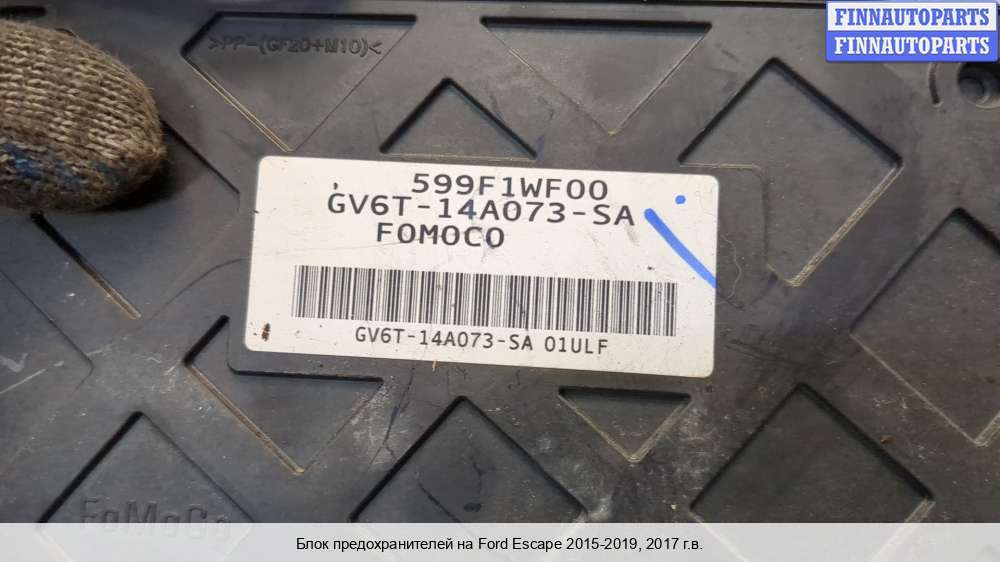 >PP-(GF20+M10)<
FINNAUTOPARTS
FINNAUTOPARTS
599F1WF00
GV6T-14A073-SA
FOMOCO
GV6T-14A073-SA 01ULF
FoMoCo
Блок предохранителей на Ford Escape 2015-2019, 2017 г.в.